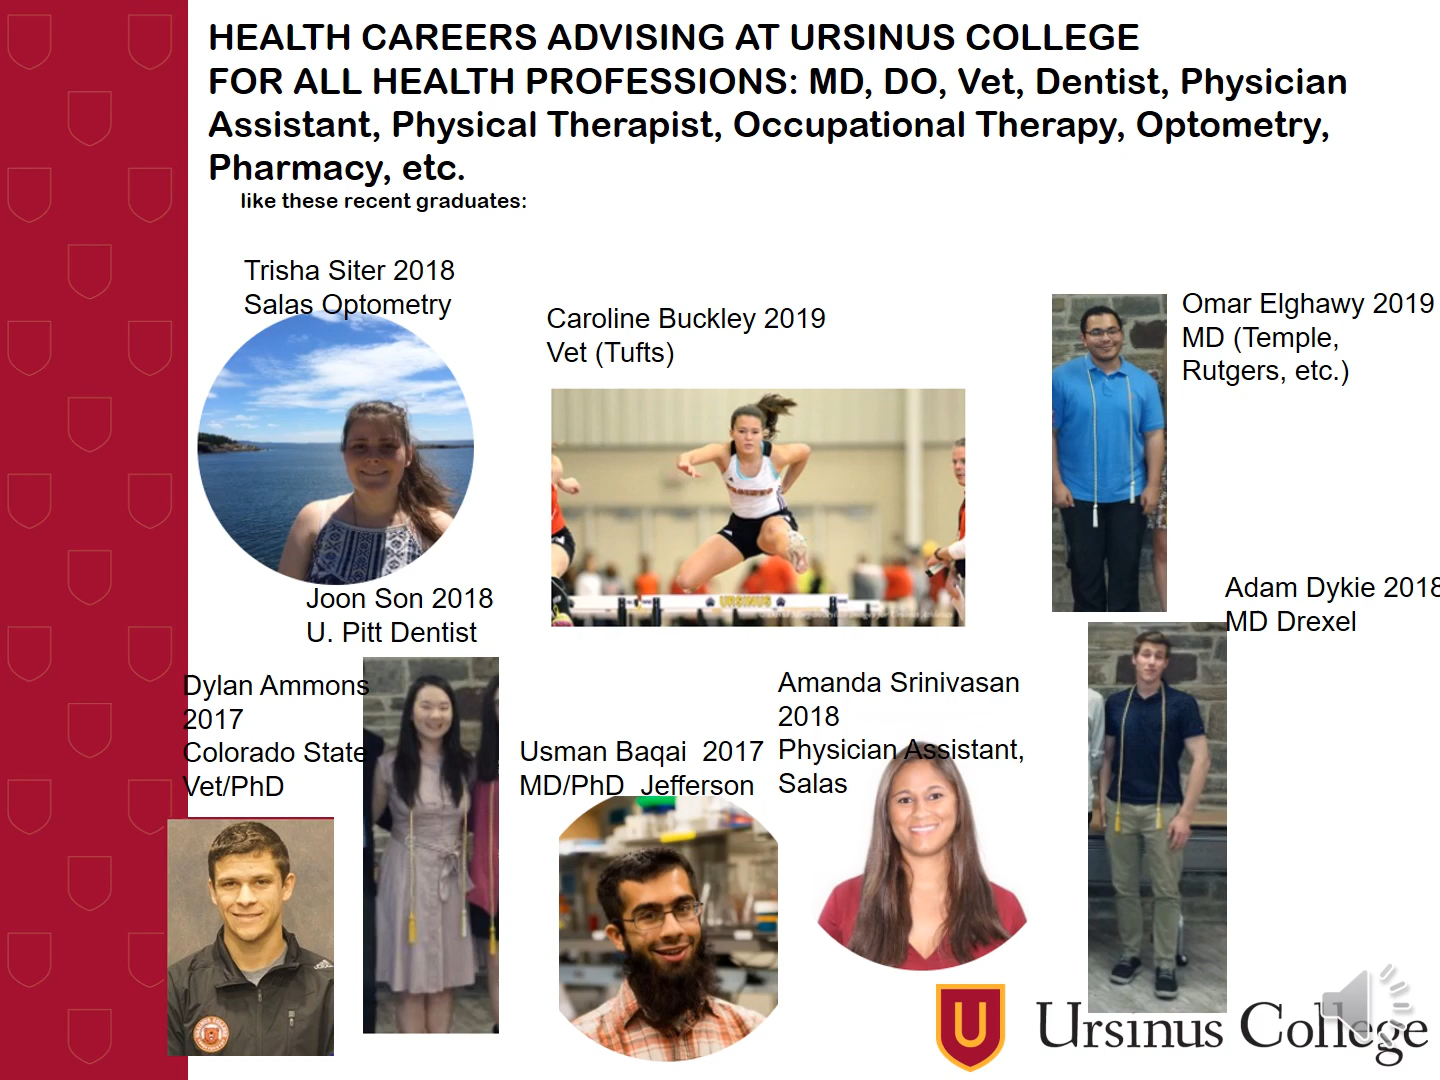 HEALTH CAREERS ADVISING AT URSINUS COLLEGE
FOR ALL HEALTH PROFESSIONS: MD, DO, Vet, Dentist, Physician
Assistant, Physical Therapist, Occupational Therapy, Optometry,
Pharmacy, etc.
like these recent graduates:
Trisha Siter 2018
Salas Optometry
Caroline Buckley 2019
Vet (Tufts)
Omar Elghawy 2019
MD (Temple,
Rutgers, etc.)
URSINUS
Joon Son 2018
U. Pitt Dentist
Adam Dykie 2018
MD Drexel
Dylan Ammons
2017
Colorado State
Vet/PhD
Usman Baqai 2017
MD/PhD Jefferson
Amanda Srinivasan
2018
Physician Assistant,
Salas
U
Ursinus College